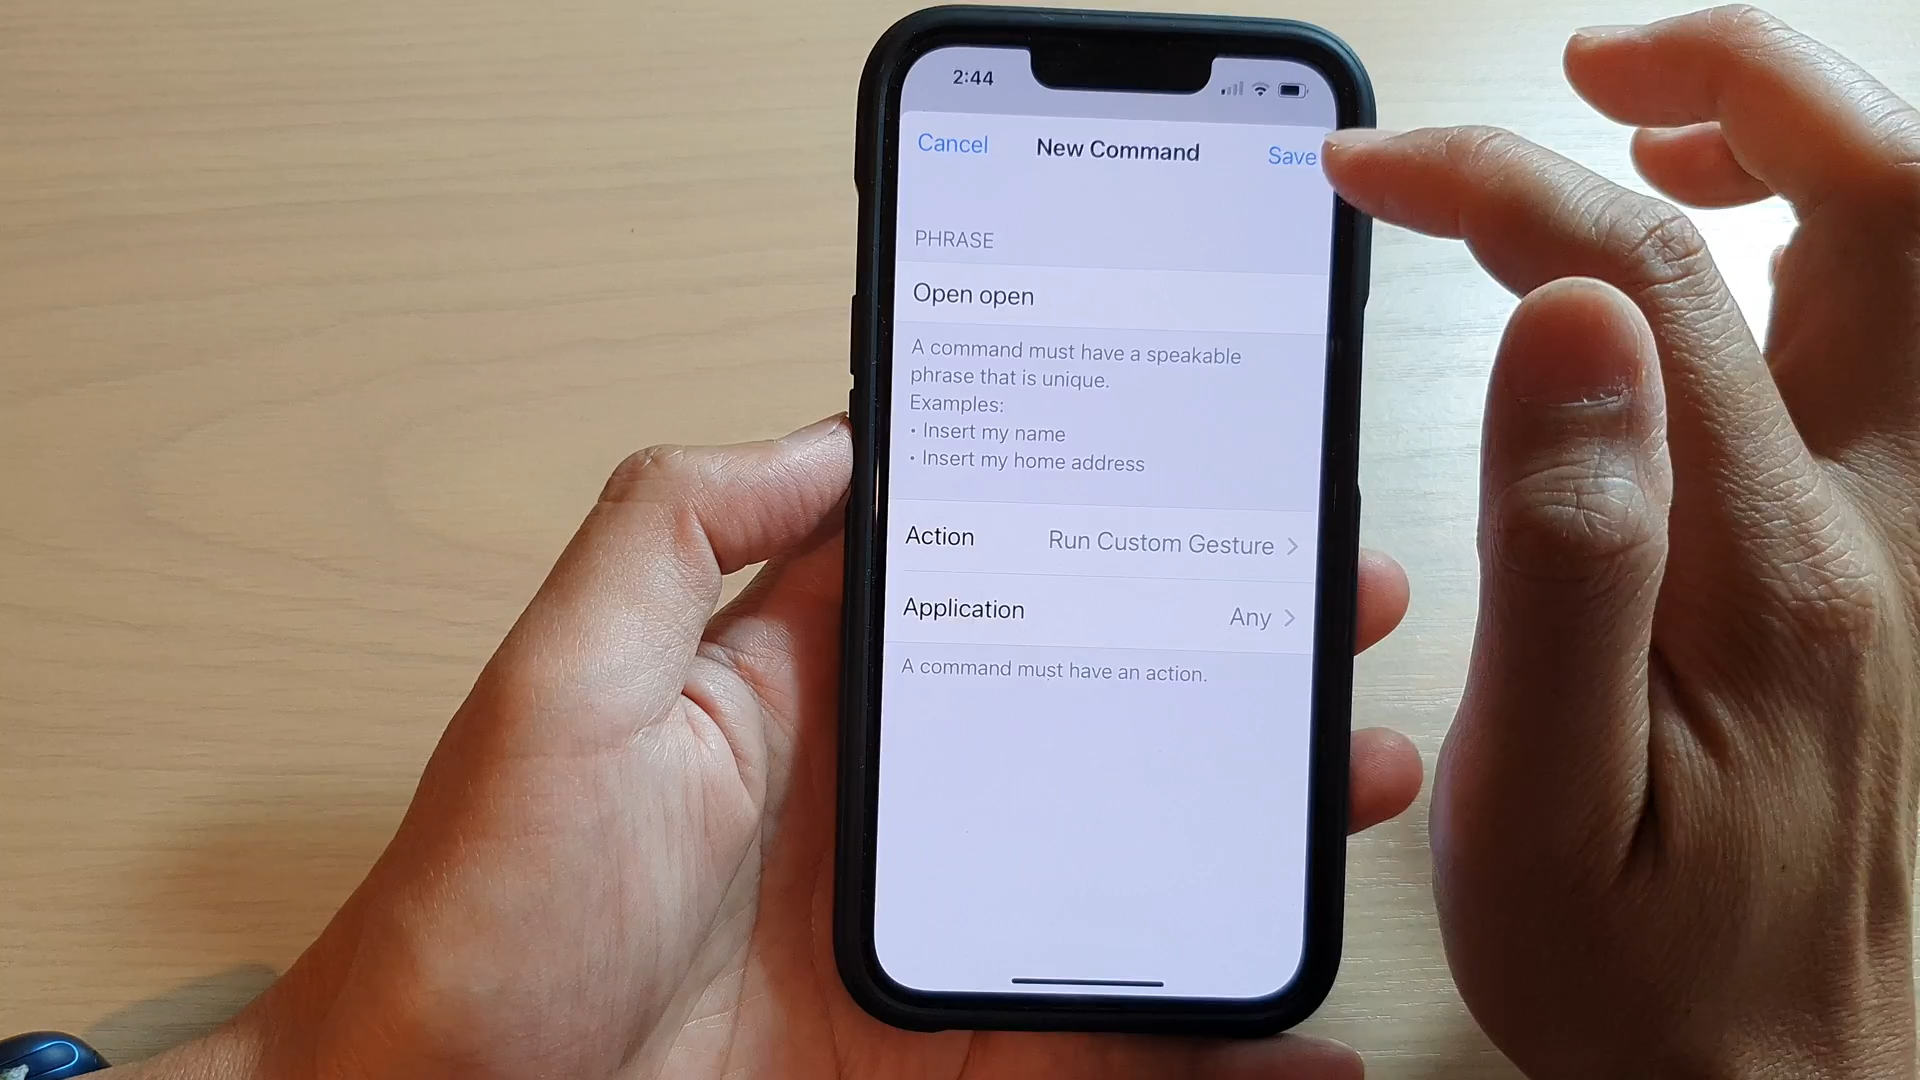 2:44
Cancel New Command Save
PHRASE
Open open
A command must have a speakable
phrase that is unique.
Examples:
• Insert my name
• Insert my home address
Action Run Custom Gesture
Application Any
A command must have an action.